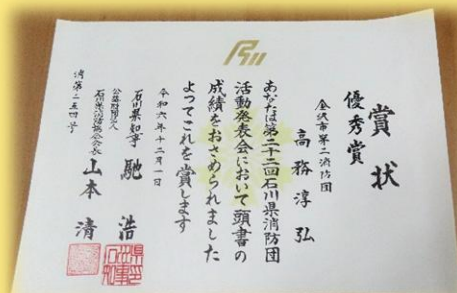 賞状
優秀賞
金沢市第二消防団
高務淳弘
あなたは第二十二回石川県消防団
活動発表会において頭書の
成績をおさめられました
よってこれを賞します
令和六年十二月一日
石川県知事 馳 浩
公益財団法人
石川県消防協会会長 山本 清
消第二五四号